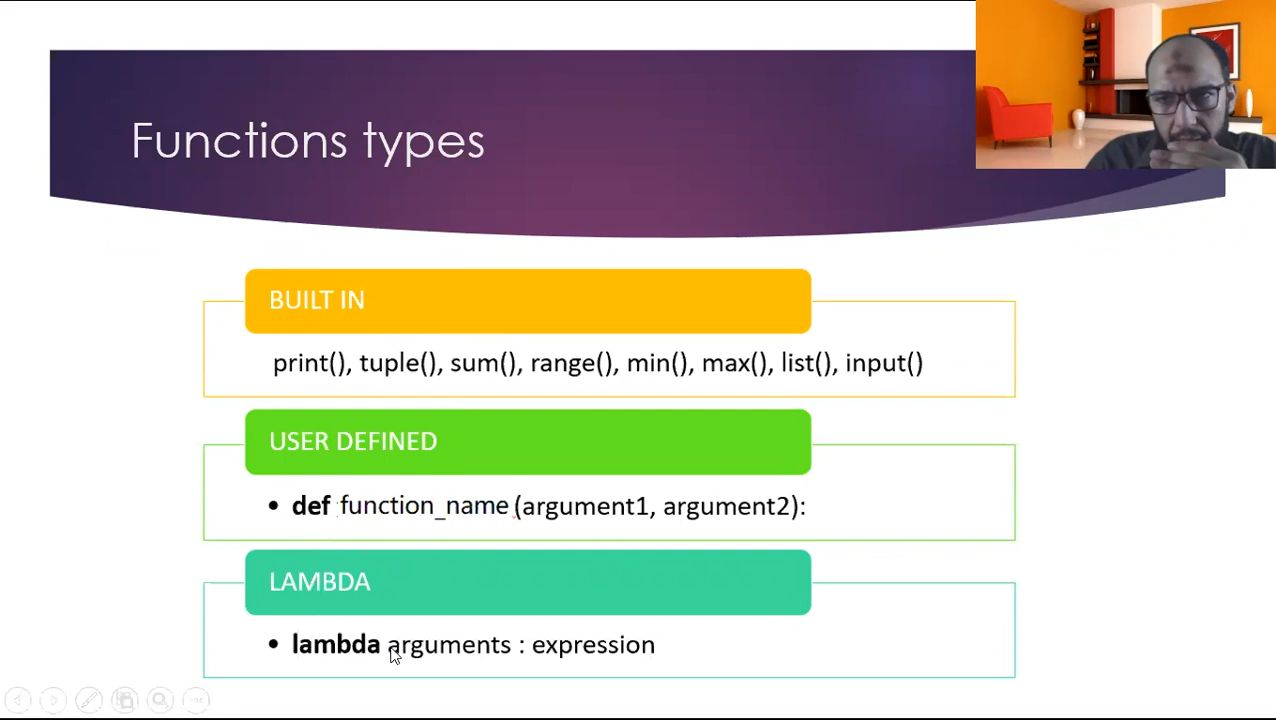 Functions types
BUILT IN
print(), tuple(), sum(), range(), min(), max(), list(), input()
USER DEFINED
• def function_name (argument1, argument2):
LAMBDA
• lambda arguments : expression